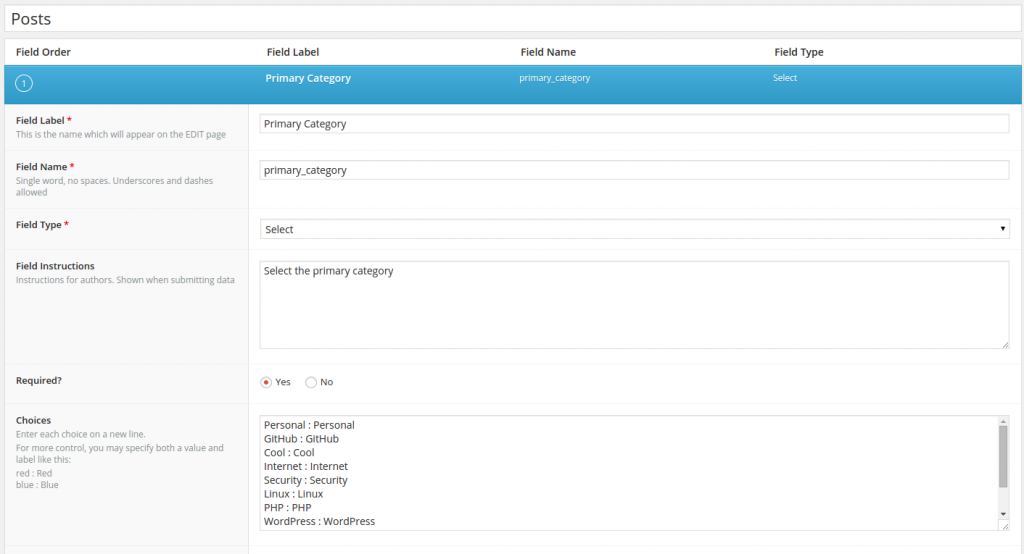 Posts
Field Order Field Label Field Name Field Type
1 Primary Category primary_category Select
Field Label *
This is the name which will appear on the EDIT page
Primary Category
Field Name *
Single word, no spaces. Underscores and dashes
allowed
primary_category
Field Type *
Select
Field Instructions
Instructions for authors. Shown when submitting data
Select the primary category
Required?
Yes No
Choices
Enter each choice on a new line.
For more control, you may specify both a value and
label like this:
red : Red
blue : Blue
Personal : Personal
GitHub : GitHub
Cool : Cool
Internet : Internet
Security : Security
Linux : Linux
PHP : PHP
WordPress : WordPress